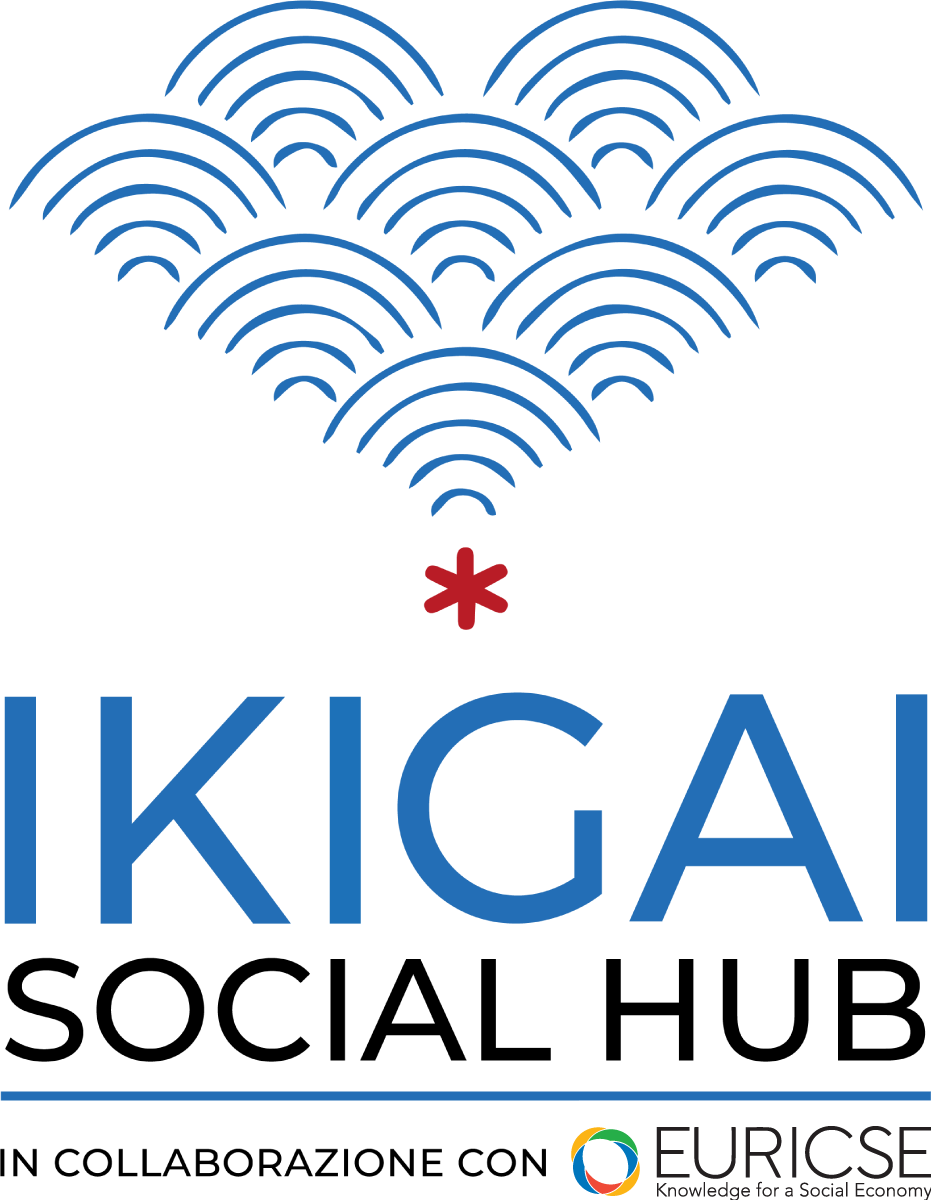 IKIGAI
SOCIAL HUB
IN COLLABORAZIONE CON EURICSE
Knowledge for a Social Economy